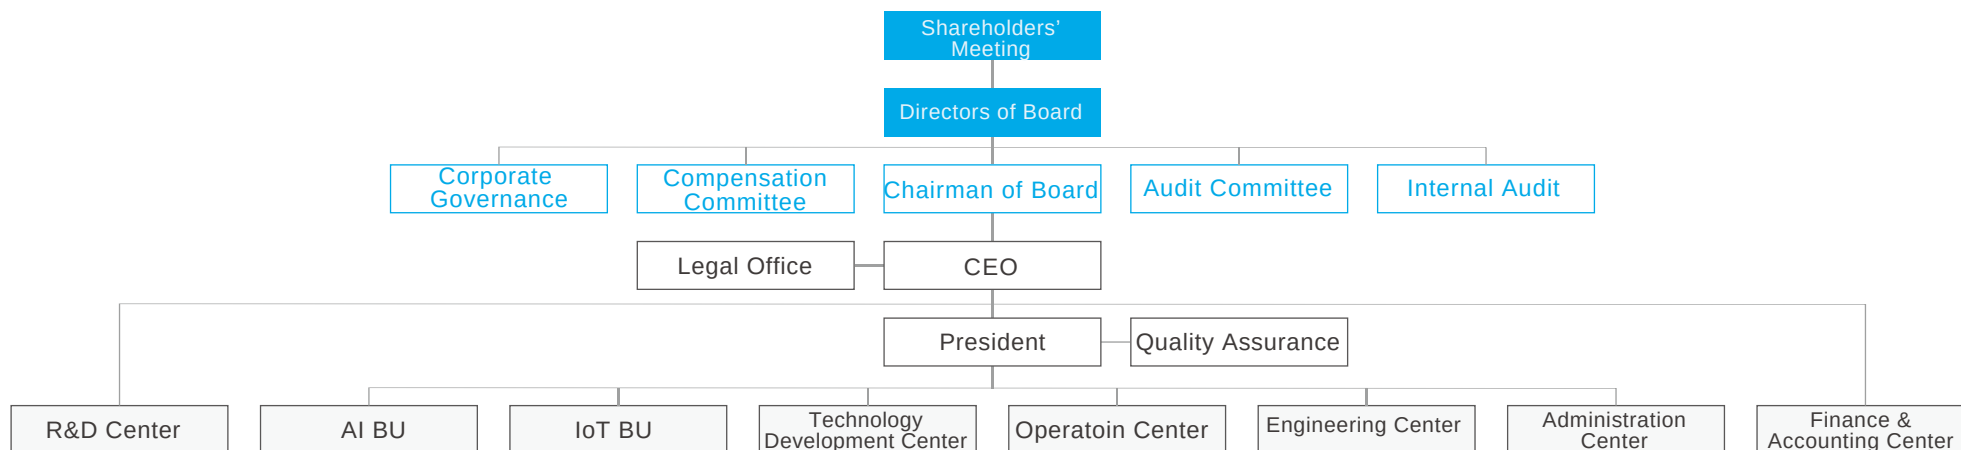 Shareholders’
Meeting
Directors of Board
Corporate
Governance
Compensation
Committee
Chairman of Board
Audit Committee
Internal Audit
Legal Office
CEO
President
Quality Assurance
R&D Center
AI BU
IoT BU
Technology
Development Center
Operatoin Center
Engineering Center
Administration
Center
Finance &
Accounting Center